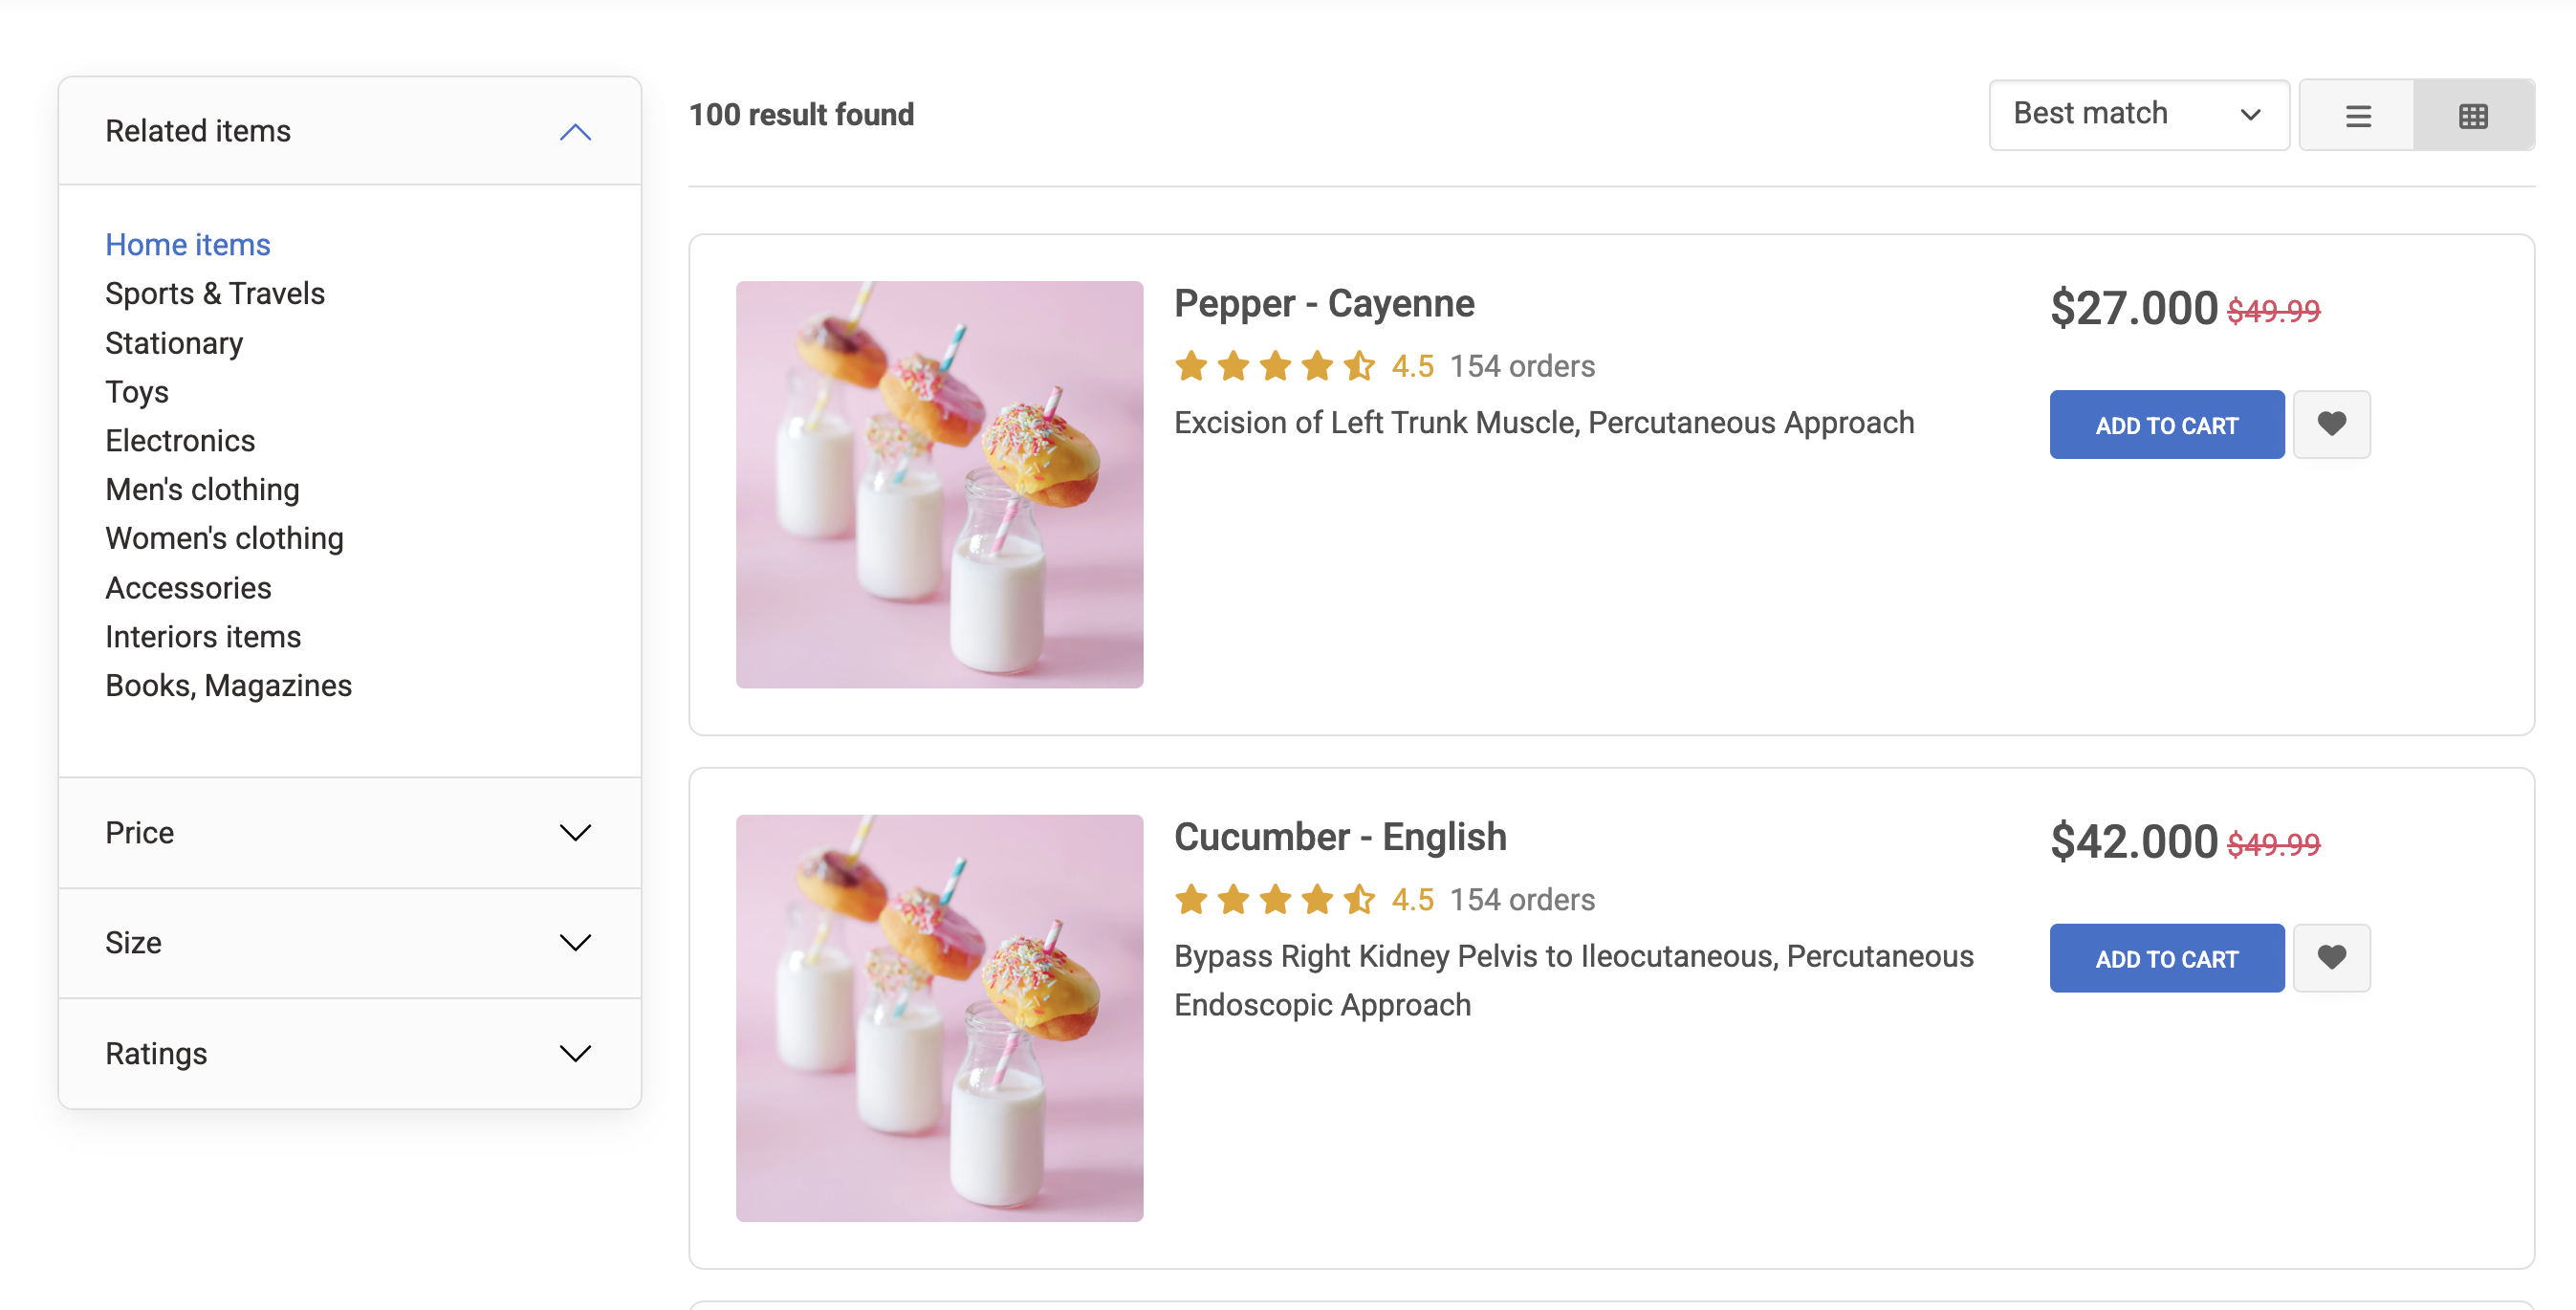 Related items
Home items
Sports & Travels
Stationary
Toys
Electronics
Men's clothing
Women's clothing
Accessories
Interiors items
Books, Magazines
Price
Size
Ratings
100 result found
Best match
Pepper - Cayenne
4.5 154 orders
Excision of Left Trunk Muscle, Percutaneous Approach
$27.000 $49.99
ADD TO CART
Cucumber - English
4.5 154 orders
Bypass Right Kidney Pelvis to Ileocutaneous, Percutaneous
Endoscopic Approach
$42.000 $49.99
ADD TO CART